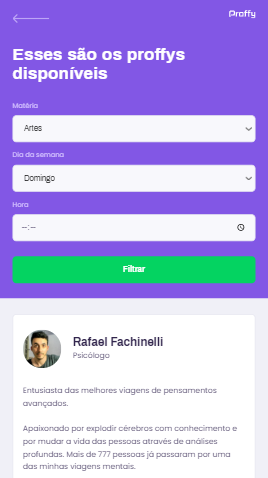 Proffy
Esses são os proffys
disponíveis
Matéria
Artes
Dia da semana
Domingo
Hora
--:--
Filtrar
Rafael Fachinelli
Psicólogo
Entusiasta das melhores viagens de pensamentos
avançados.
Apaixonado por explodir cérebros com conhecimento e
por mudar a vida das pessoas através de análises
profundas. Mais de 777 pessoas já passaram por uma
das minhas viagens mentais.